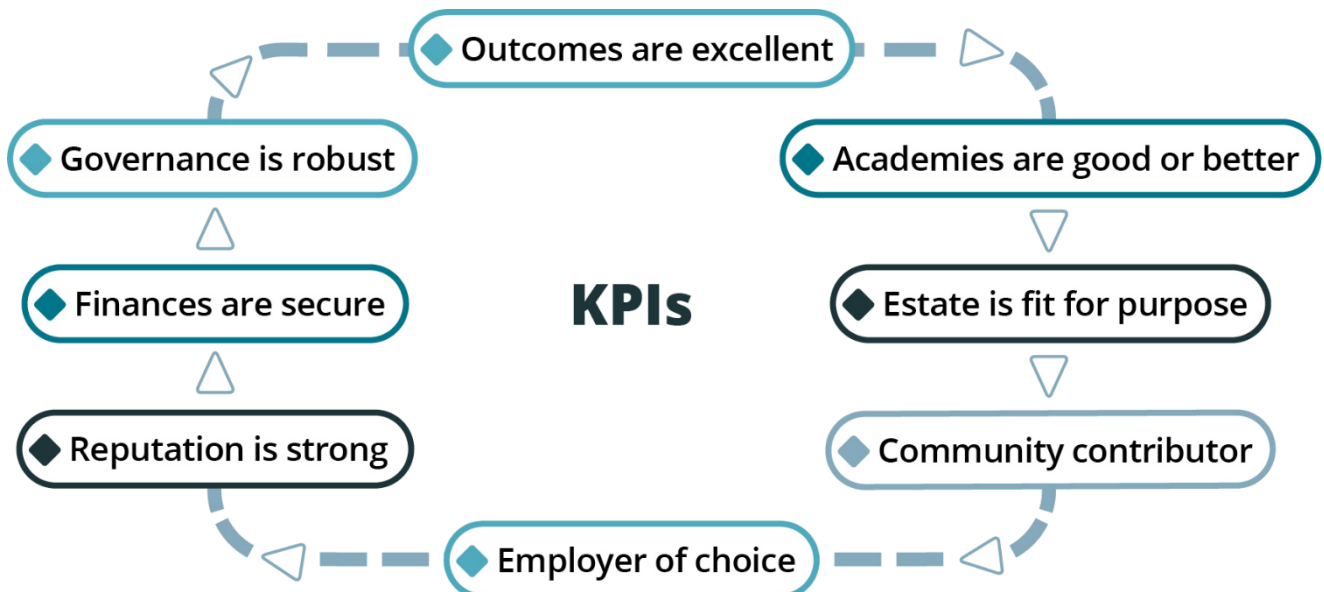 Outcomes are excellent
Governance is robust
Academies are good or better
Finances are secure
KPIs
Estate is fit for purpose
Reputation is strong
Community contributor
Employer of choice